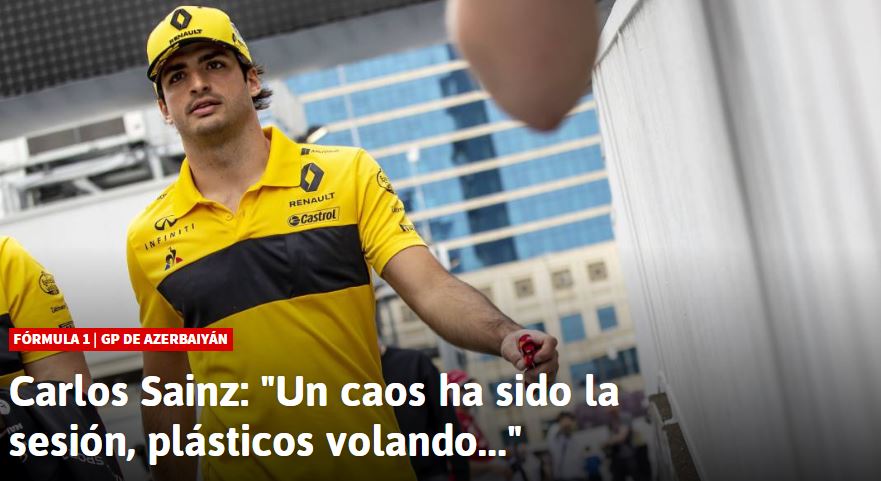 RENAULT
RENAULT
Castrol
INFINITI
FÓRMULA 1 | GP DE AZERBAIYÁN
Carlos Sainz: "Un caos ha sido la
sesión, plásticos volando..."